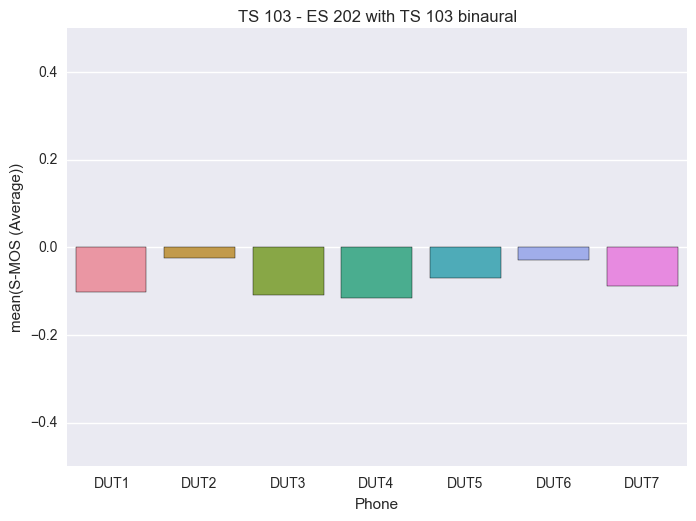 TS 103 - ES 202 with TS 103 binaural
mean(S-MOS (Average))
0.4
0.2
0.0
−0.2
−0.4
DUT1 DUT2 DUT3 DUT4 DUT5 DUT6 DUT7
Phone